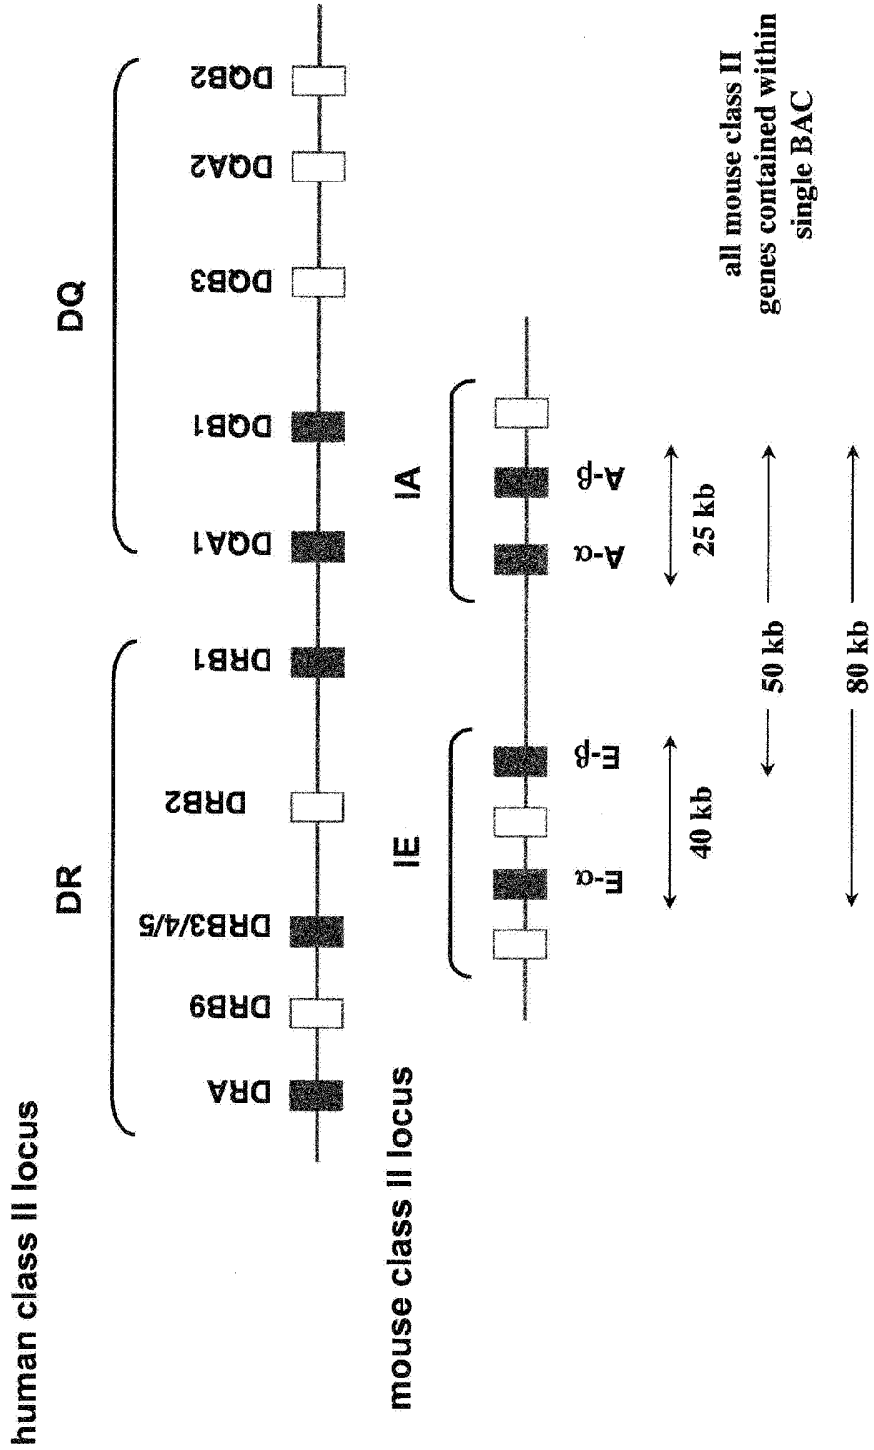 human class II locus
DR
DQ
DRA
DRB9
DRB3/4/5
DRB2
DRB1
DQA1
DQB1
DQB3
DQA2
DQB2
mouse class II locus
IE
IA
E-α
E-β
A-α
A-β
40 kb
25 kb
50 kb
80 kb
all mouse class II
genes contained within
single BAC